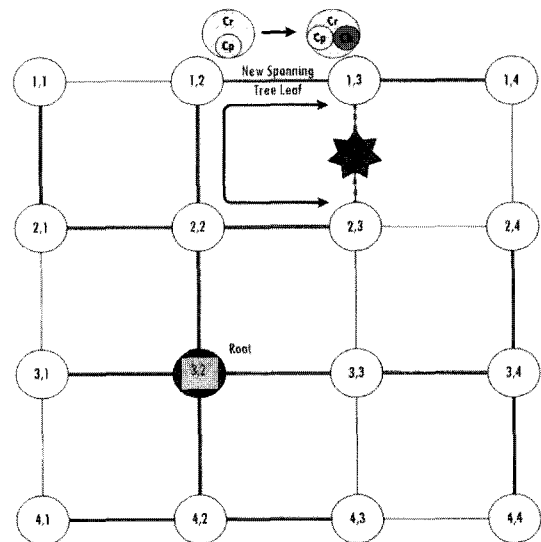 Cr Cr
Cp Cp
1,1 1,2 New Spanning 1,3 1,4
Tree Leaf
2,1 2,2 2,3 2,4
Root
3,1 3,2 3,3 3,4
4,1 4,2 4,3 4,4